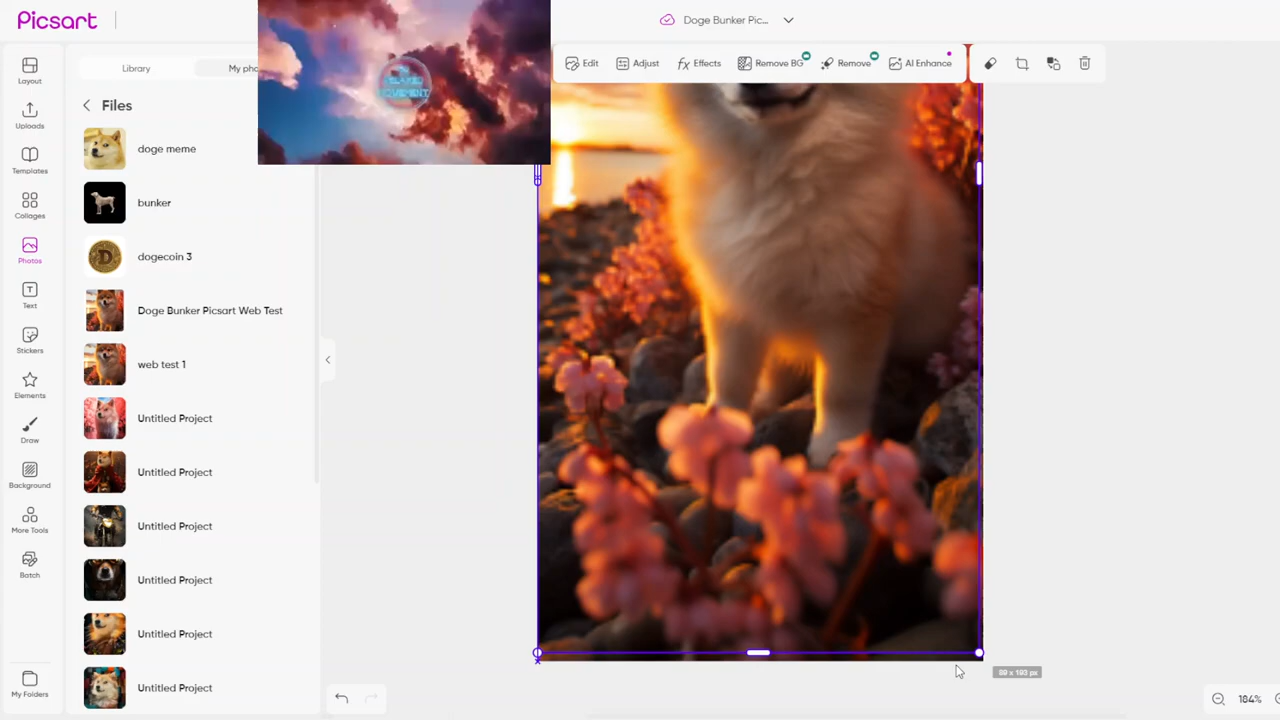 Picsart
Doge Bunker Pic...
Edit
Adjust
Effects
Remove BG
Remove
AI Enhance
Layout
Uploads
Templates
Collages
Photos
Text
Stickers
Elements
Draw
Background
More Tools
Batch
My Folders
Library
My pho
Files
doge meme
bunker
dogecoin 3
Doge Bunker Picsart Web Test
web test 1
Untitled Project
Untitled Project
Untitled Project
Untitled Project
Untitled Project
Untitled Project
184%